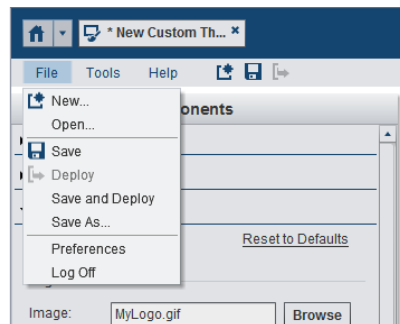 * New Custom Th... ×
File Tools Help
New...
onents
Open...
Save
Deploy
Save and Deploy
Save As...
Preferences
Reset to Defaults
Log Off
Image: MyLogo.gif Browse